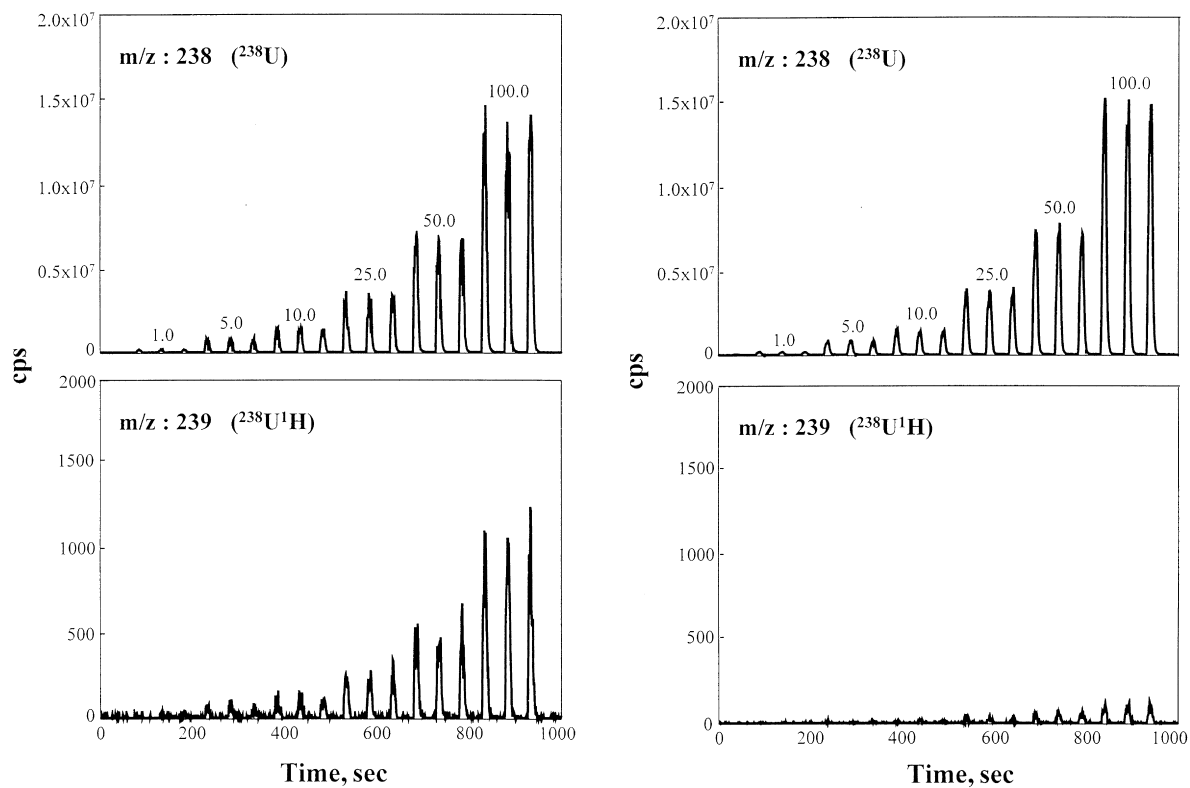 2.0x10⁷
m/z : 238 (²³⁸U)
1.5x10⁷
1.0x10⁷
0.5x10⁷
0
1.0
5.0
10.0
25.0
50.0
100.0
cps
2000
m/z : 239 (²³⁸U¹H)
1500
1000
500
0
0 200 400 600 800 1000
Time, sec
2.0x10⁷
m/z : 238 (²³⁸U)
1.5x10⁷
1.0x10⁷
0.5x10⁷
0
1.0
5.0
10.0
25.0
50.0
100.0
cps
2000
m/z : 239 (²³⁸U¹H)
1500
1000
500
0
0 200 400 600 800 1000
Time, sec